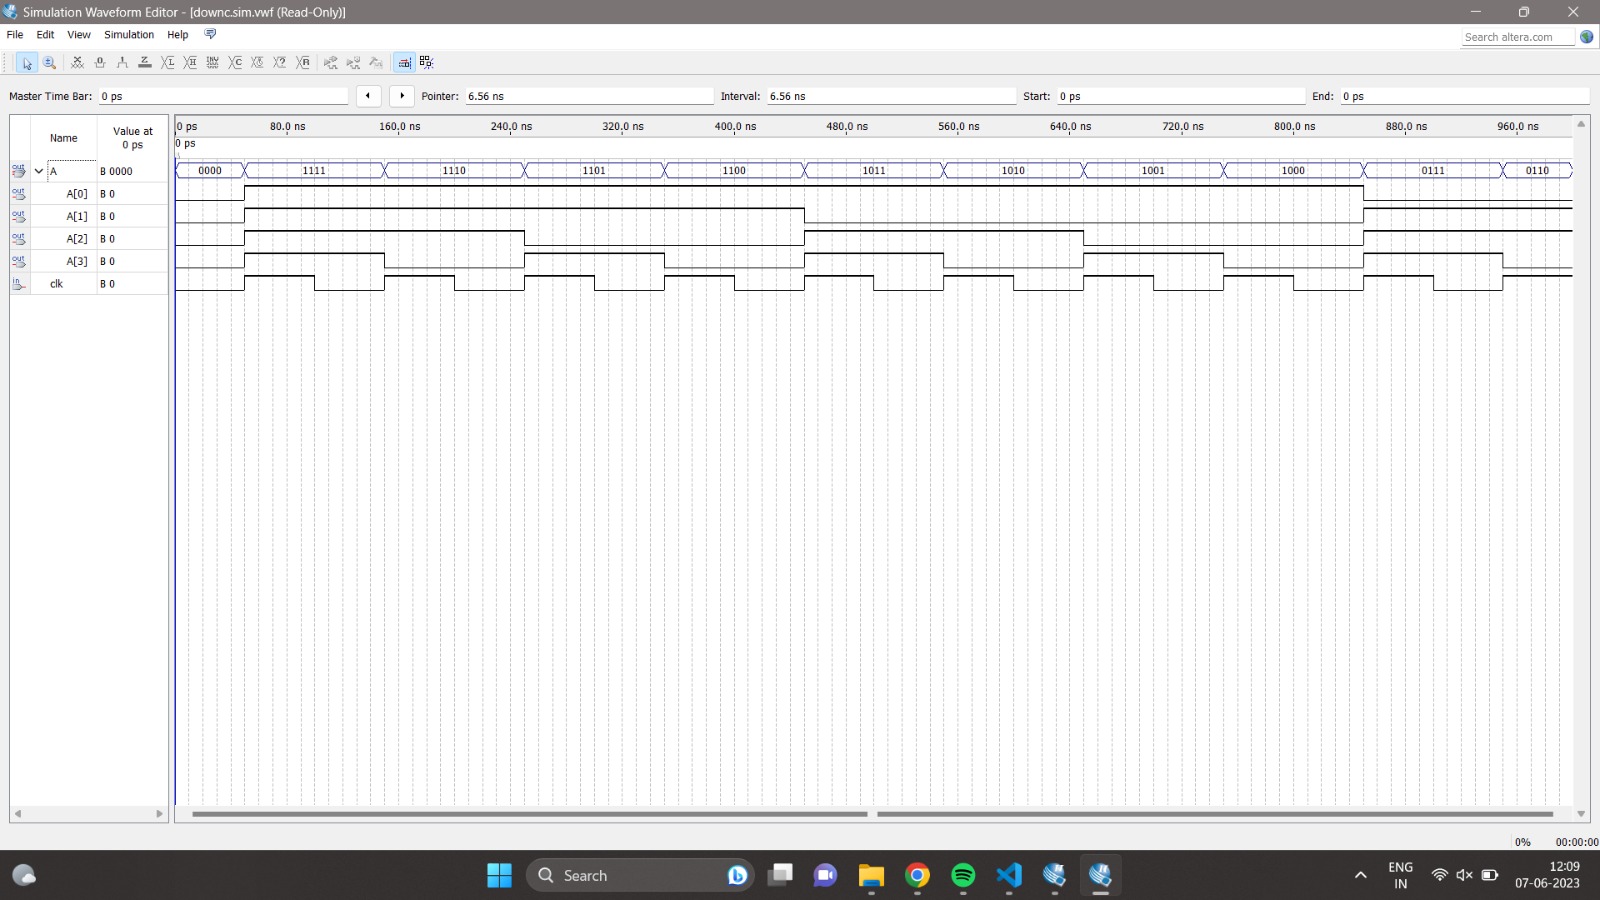 Simulation Waveform Editor - [downc.sim.vwf (Read-Only)]
File Edit View Simulation Help
Search altera.com
Master Time Bar: 0 ps Pointer: 6.56 ns Interval: 6.56 ns Start: 0 ps End: 0 ps
Name Value at 0 ps
0 ps 80.0 ns 160.0 ns 240.0 ns 320.0 ns 400.0 ns 480.0 ns 560.0 ns 640.0 ns 720.0 ns 800.0 ns 880.0 ns 960.0 ns
0 ps
out A B 0000 0000 1111 1110 1101 1100 1011 1010 1001 1000 0111 0110
out A[0] B 0
out A[1] B 0
out A[2] B 0
out A[3] B 0
in clk B 0
0% 00:00:00
Search
ENG
IN
12:09
07-06-2023